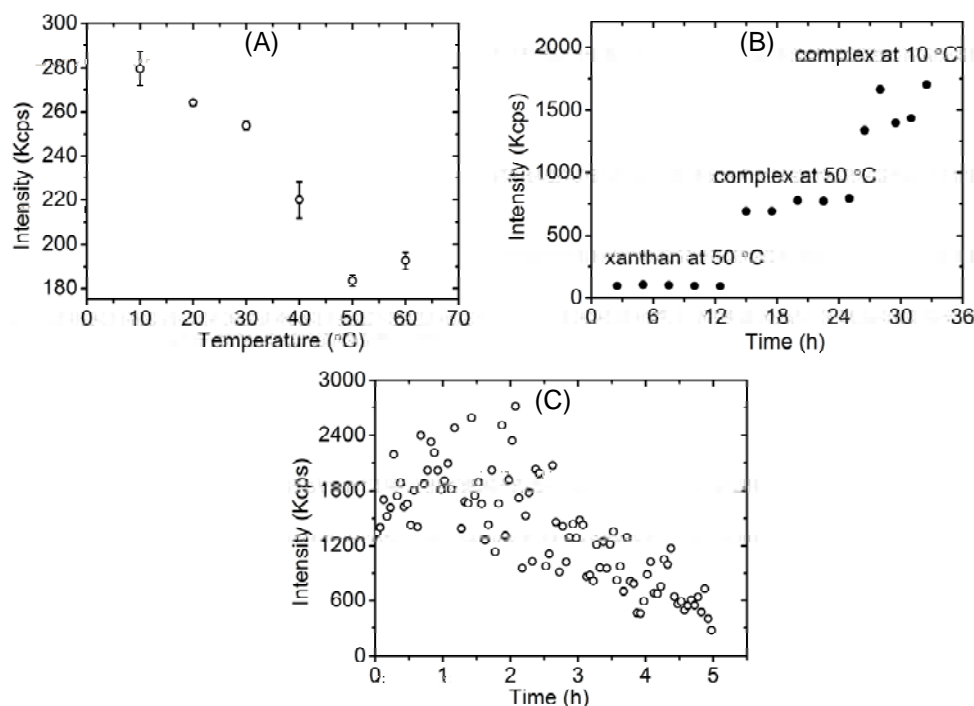 (A)
300
280
260
240
220
200
180
Intensity (Kcps)
0 10 20 30 40 50 60 70
Temperature (°C)
(B)
complex at 10 °C
complex at 50 °C
xanthan at 50 °C
2000
1500
1000
500
0
Intensity (Kcps)
0 6 12 18 24 30 36
Time (h)
(C)
3000
2400
1800
1200
600
0
Intensity (Kcps)
0 1 2 3 4 5
Time (h)